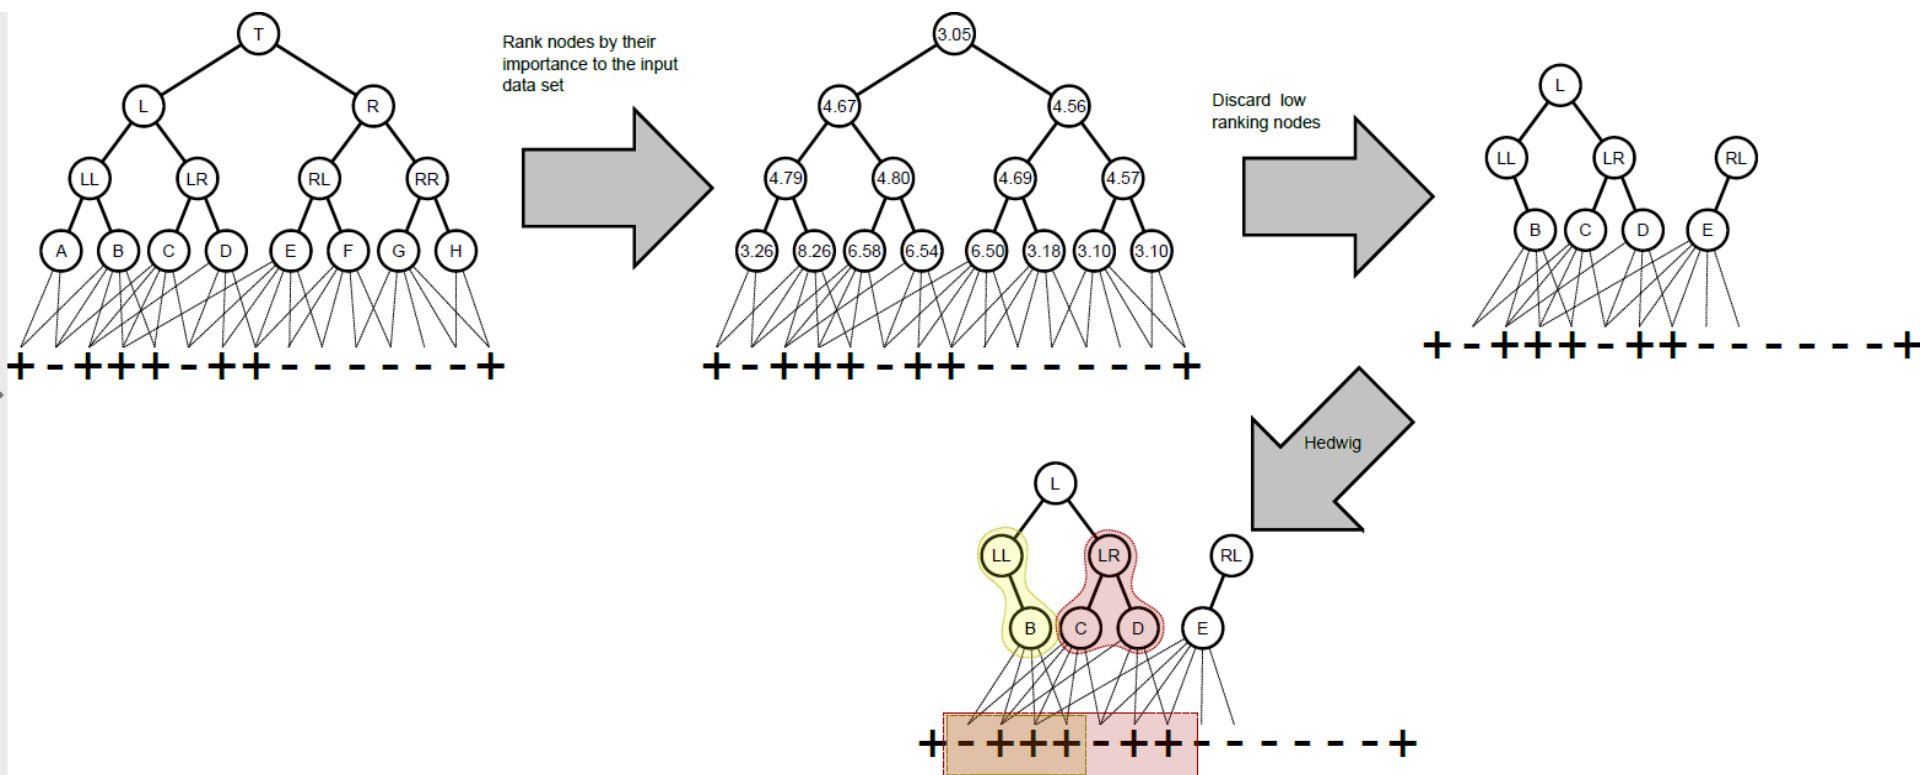 T
Rank nodes by their
importance to the input
data set
L R
LL LR RL RR
A B C D E F G H
+ - + + + - + + - - - - - - +
3.05
4.67 4.56
4.79 4.80 4.69 4.57
3.26 8.26 6.58 6.54 6.50 3.18 3.10 3.10
+ - + + + - + + - - - - - - +
Discard low
ranking nodes
L
LL LR RL
B C D E
+ - + + + - + + - - - - - - +
Hedwig
L
LL LR RL
B C D E
+ - + + + - + + - - - - - - +